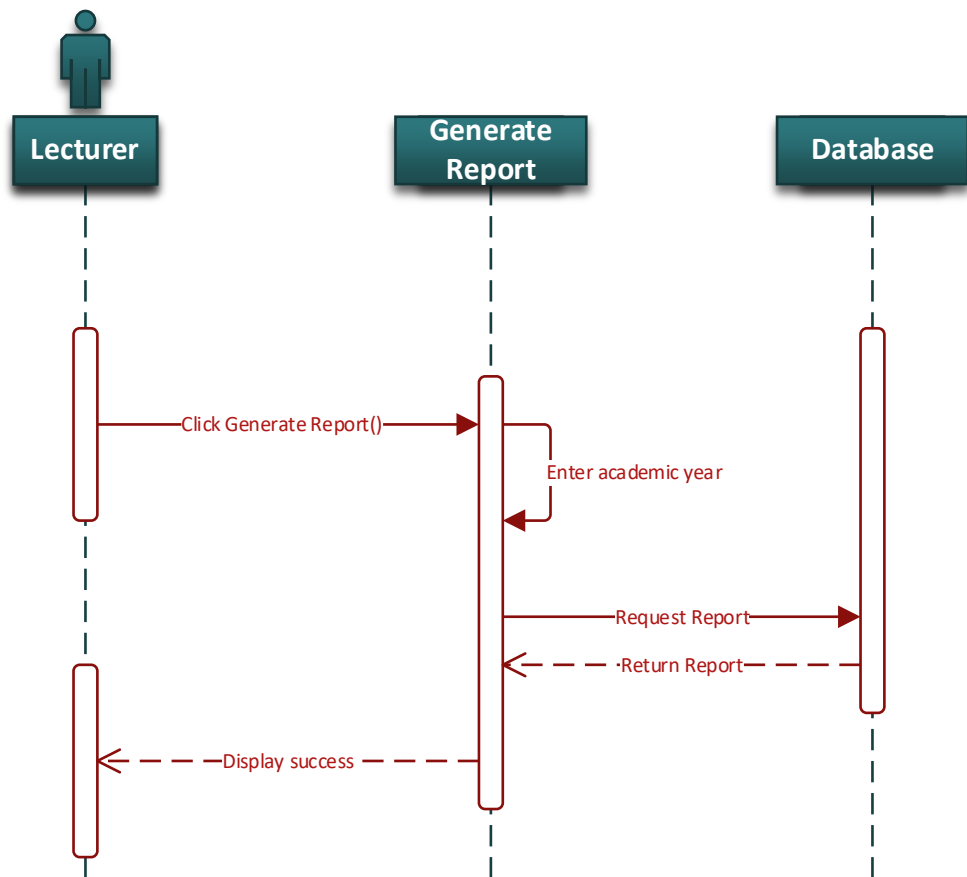 Lecturer
Generate
Report
Database
Click Generate Report()
Enter academic year
Request Report
Return Report
Display success